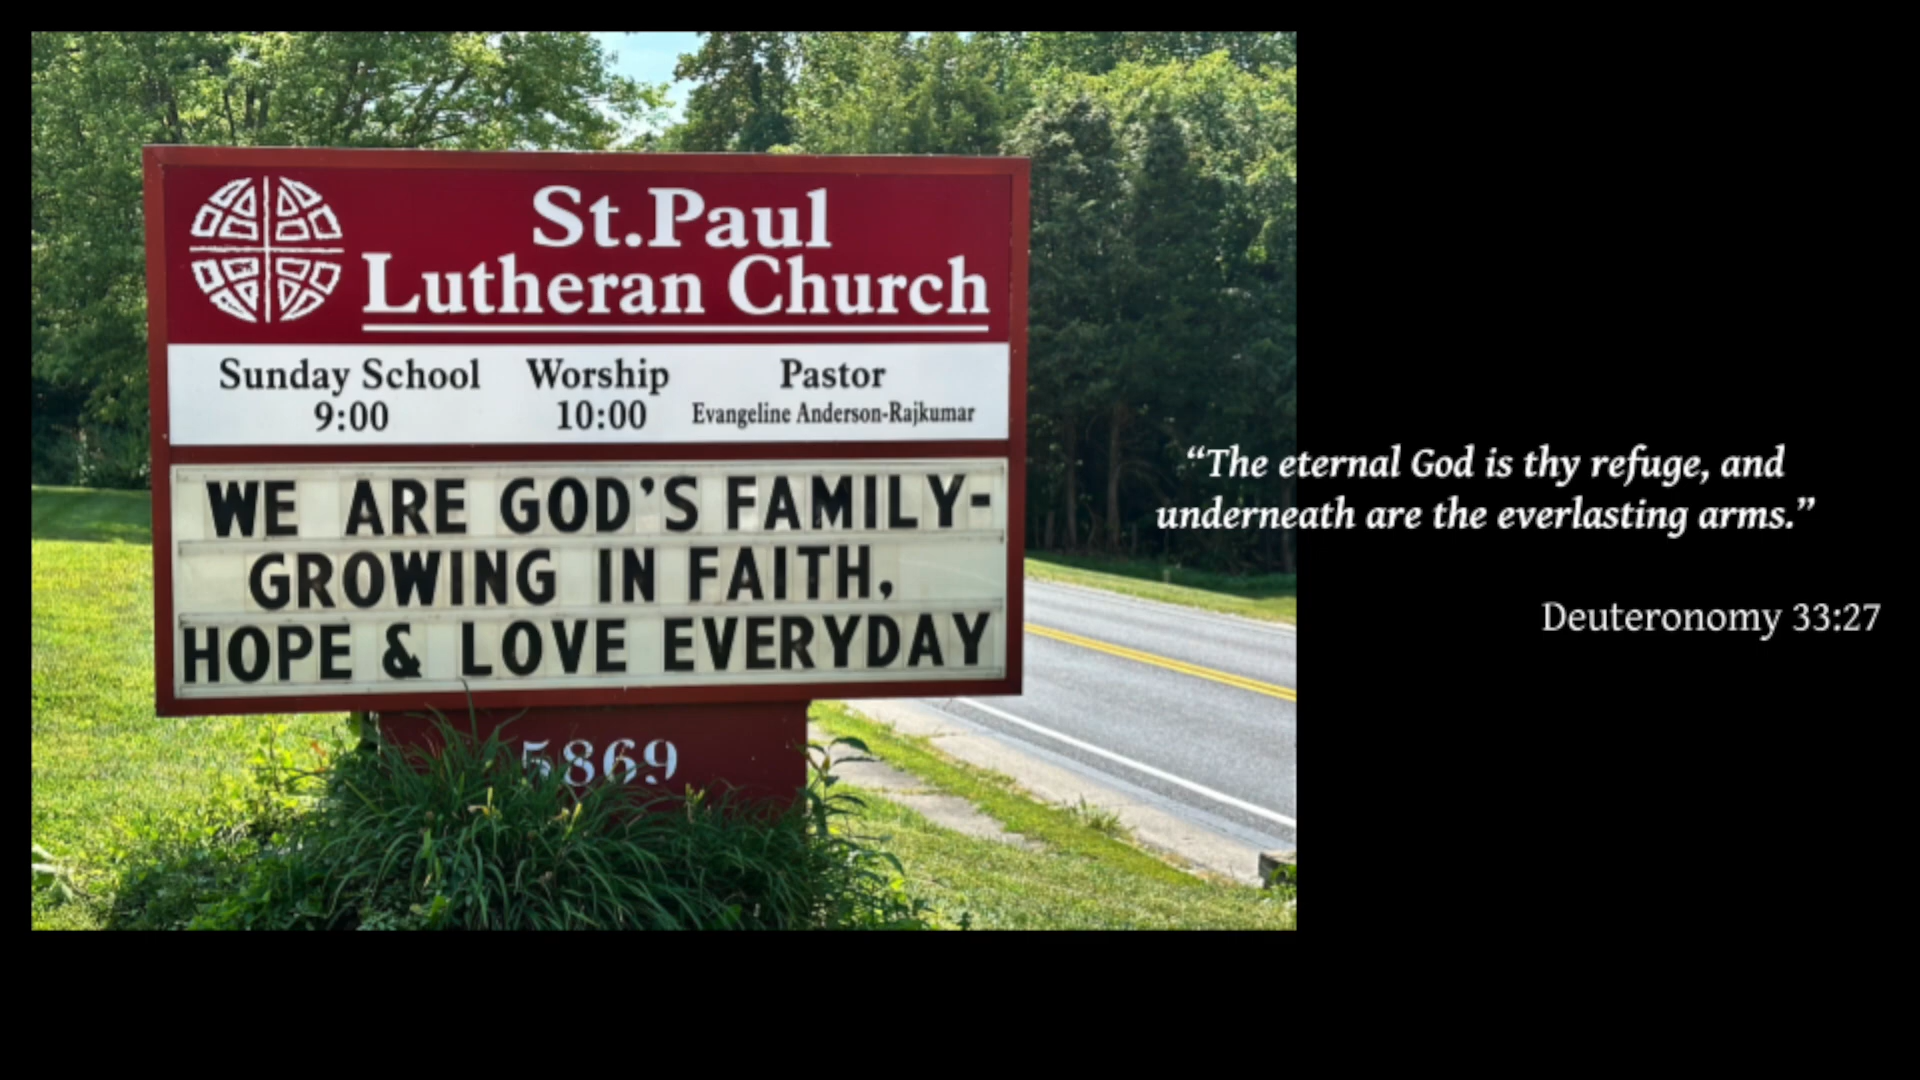 St.Paul
Lutheran Church
Sunday School Worship Pastor
9:00 10:00 Evangeline Anderson-Rajkumar
WE ARE GOD'S FAMILY-
GROWING IN FAITH,
HOPE & LOVE EVERYDAY
5869
“The eternal God is thy refuge, and
underneath are the everlasting arms.”
Deuteronomy 33:27